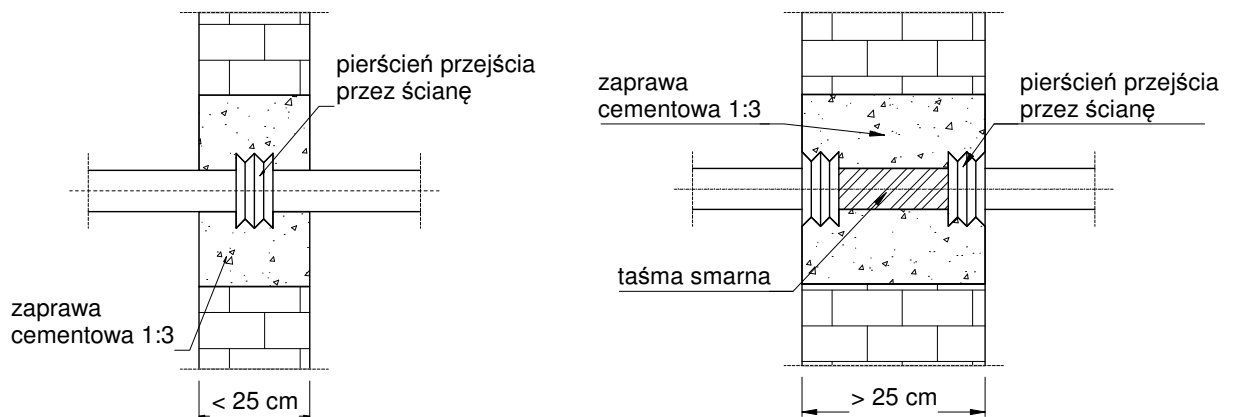 pierścień przejścia
przez ścianę
zaprawa
cementowa 1:3
< 25 cm
zaprawa
cementowa 1:3
pierścień przejścia
przez ścianę
taśma smarna
> 25 cm